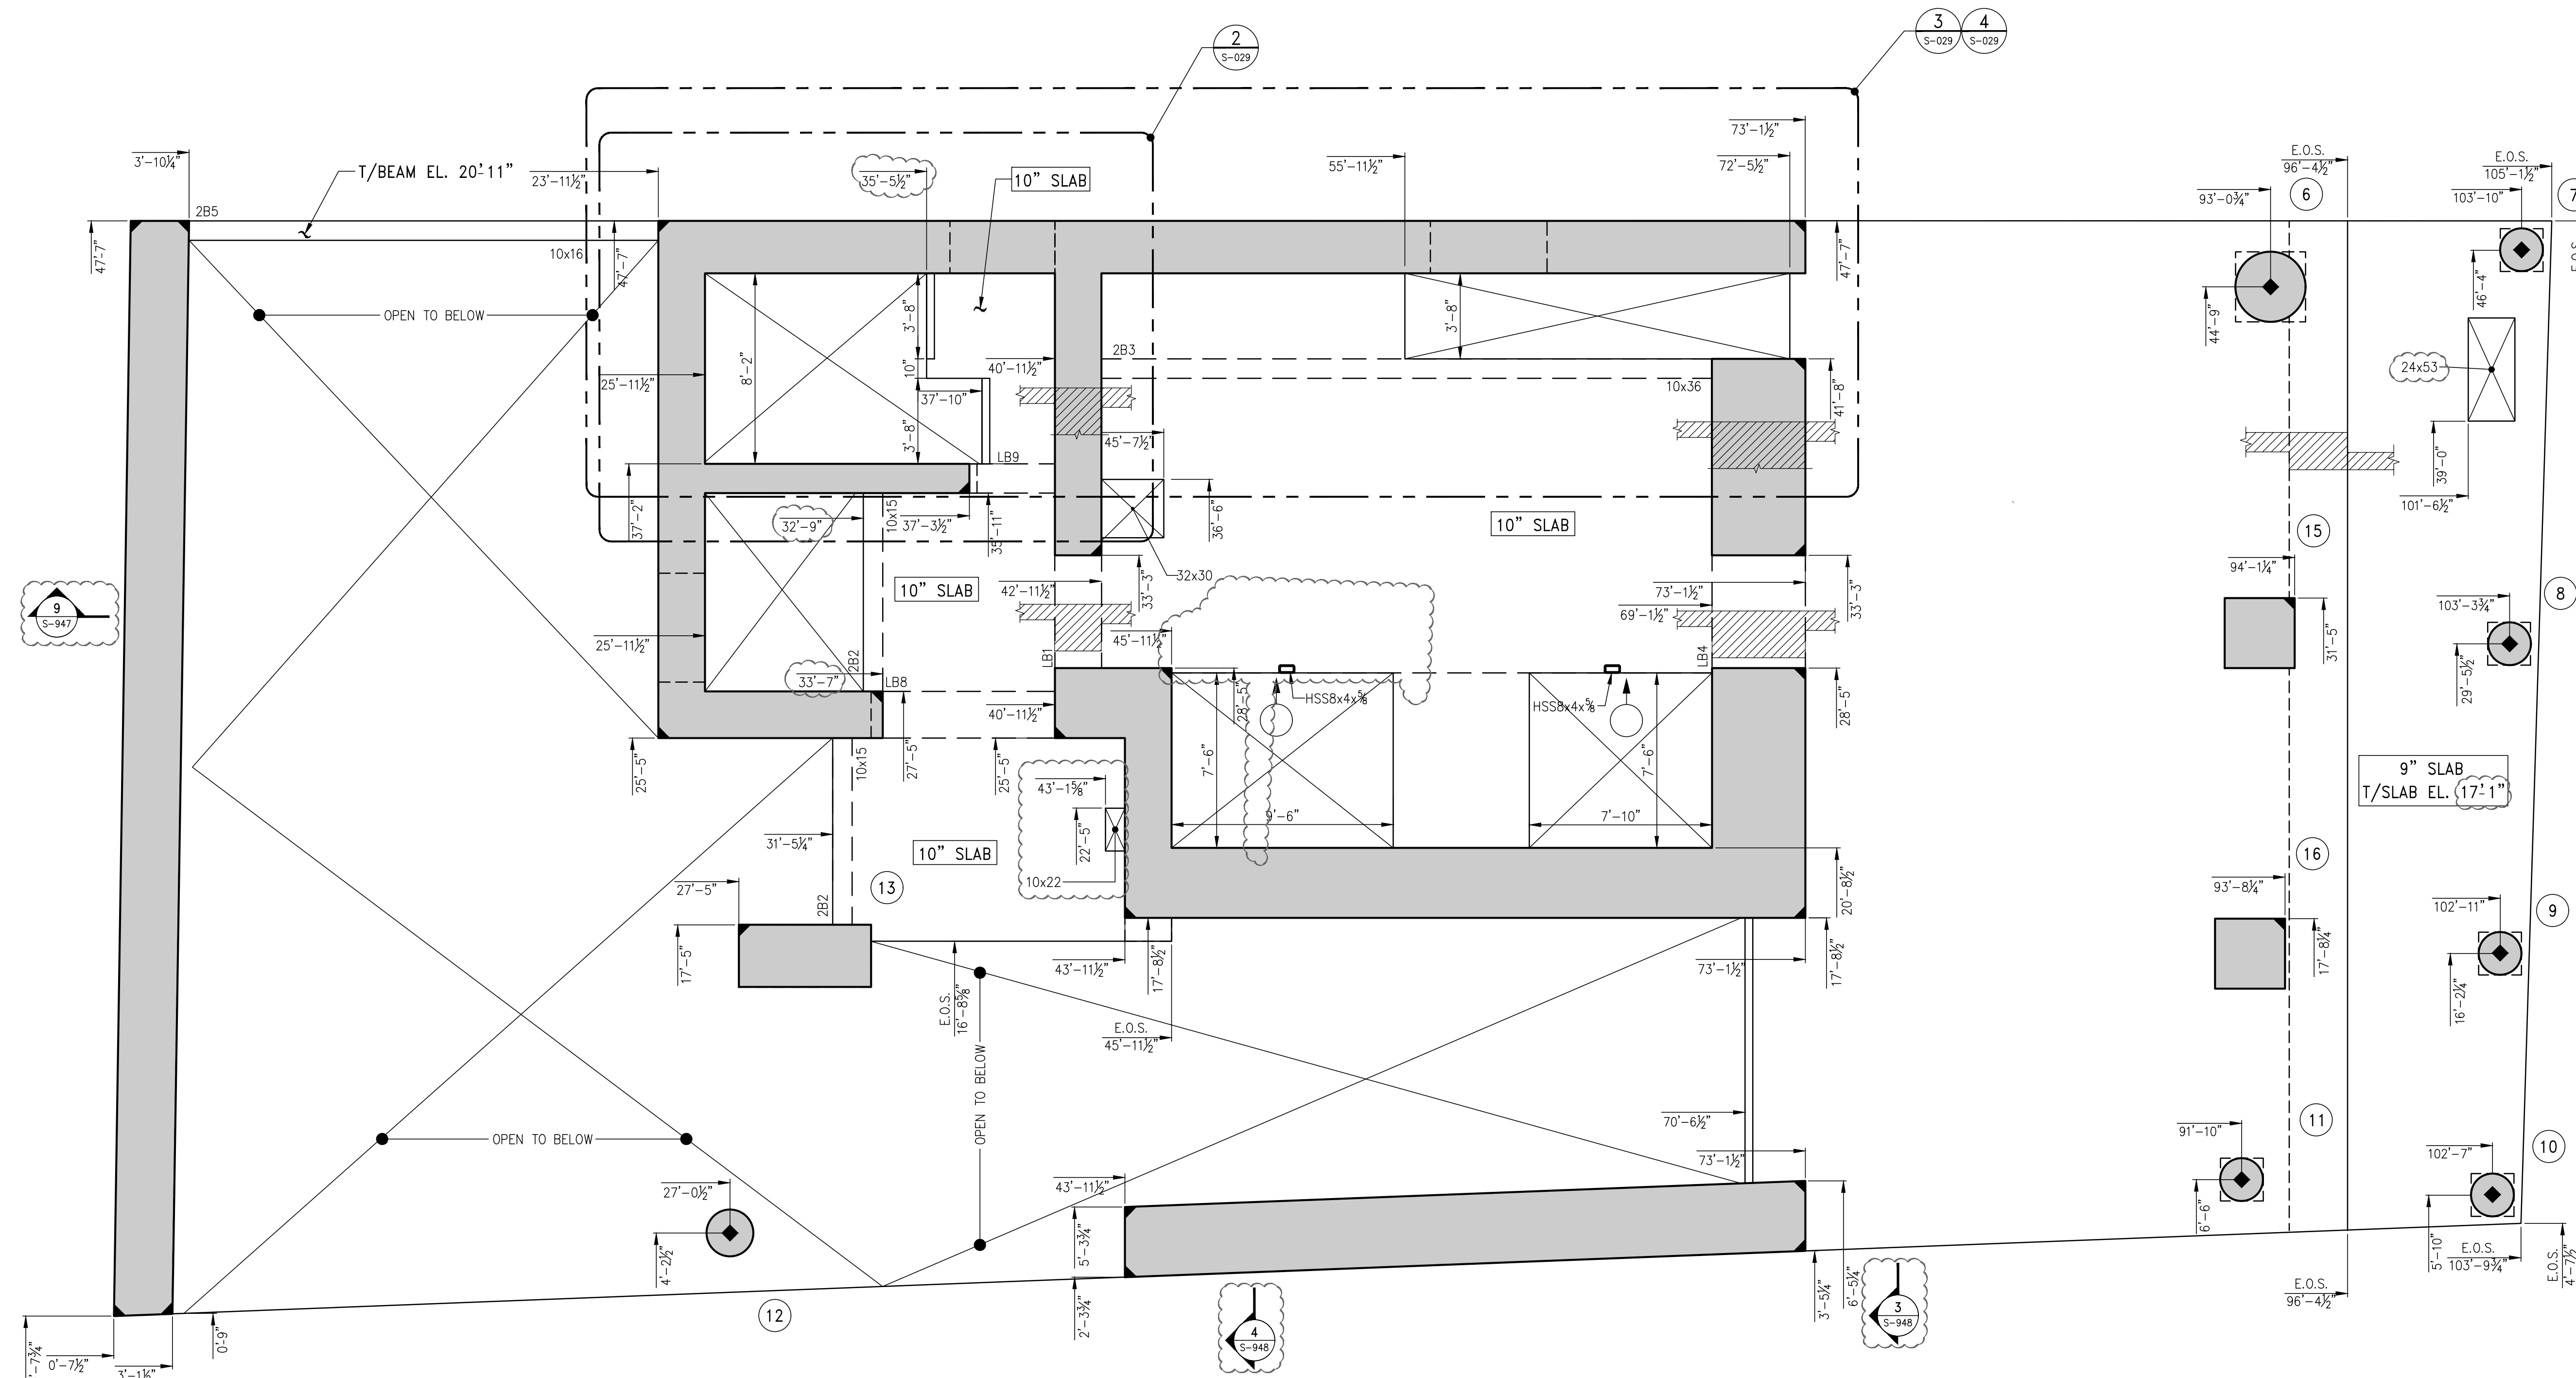 2
S-029
3
S-029
4
S-029
3'-10¼"
T/BEAM EL. 20'-11"
23'-11½"
35'-5½"
10" SLAB
55'-11½"
73'-1½"
72'-5½"
E.O.S.
96'-4½"
E.O.S.
105'-1½"
93'-0¾"
6
103'-10"
7
47'-7"
2B5
10x16
47'-7"
47'-7"
46'-4"
44'-9"
OPEN TO BELOW
8'-2"
3'-8"
10"
3'-8"
40'-11½"
2B3
3'-8"
10x36
41'-8"
24x53
39'-0"
101'-6½"
25'-11½"
37'-10"
45'-7½"
LB9
37'-2"
32'-9"
10x15
37'-3½"
35'-11"
36'-6"
10" SLAB
15
94'-1¼"
31'-5"
103'-3¾"
8
29'-5½"
9
S-947
10" SLAB
42'-11½"
33'-3"
32x30
73'-1½"
69'-1½"
33'-3"
25'-11½"
45'-11½"
LB1
LB4
2B2
33'-7"
LB8
28'-5"
HSS8x4x⅝
HSS8x4x⅝
28'-5"
40'-11½"
25'-5"
10x15
27'-5"
25'-5"
7'-6"
7'-6"
9'-6"
7'-10"
43'-1⅝"
22'-5"
10x22
9" SLAB
T/SLAB EL. 17'-1"
31'-5¼"
10" SLAB
27'-5"
13
2B2
16
93'-8¼"
17'-8¼"
20'-8½"
102'-11"
9
16'-2¼"
17'-5"
43'-11½"
17'-8½"
73'-1½"
17'-8½"
E.O.S.
16'-8⅝"
E.O.S.
45'-11½"
OPEN TO BELOW
70'-6½"
73'-1½"
OPEN TO BELOW
91'-10"
11
102'-7"
10
6'-6"
5'-10"
27'-0½"
4'-2½"
43'-11½"
5'-3¾"
2'-3¾"
6'-5¼"
3'-5¼"
E.O.S.
96'-4½"
E.O.S.
103'-9¾"
E.O.S.
4'-7½"
12
4
S-948
3
S-948
'-7¾"
0'-7½"
3'-1⅛"
0'-9"